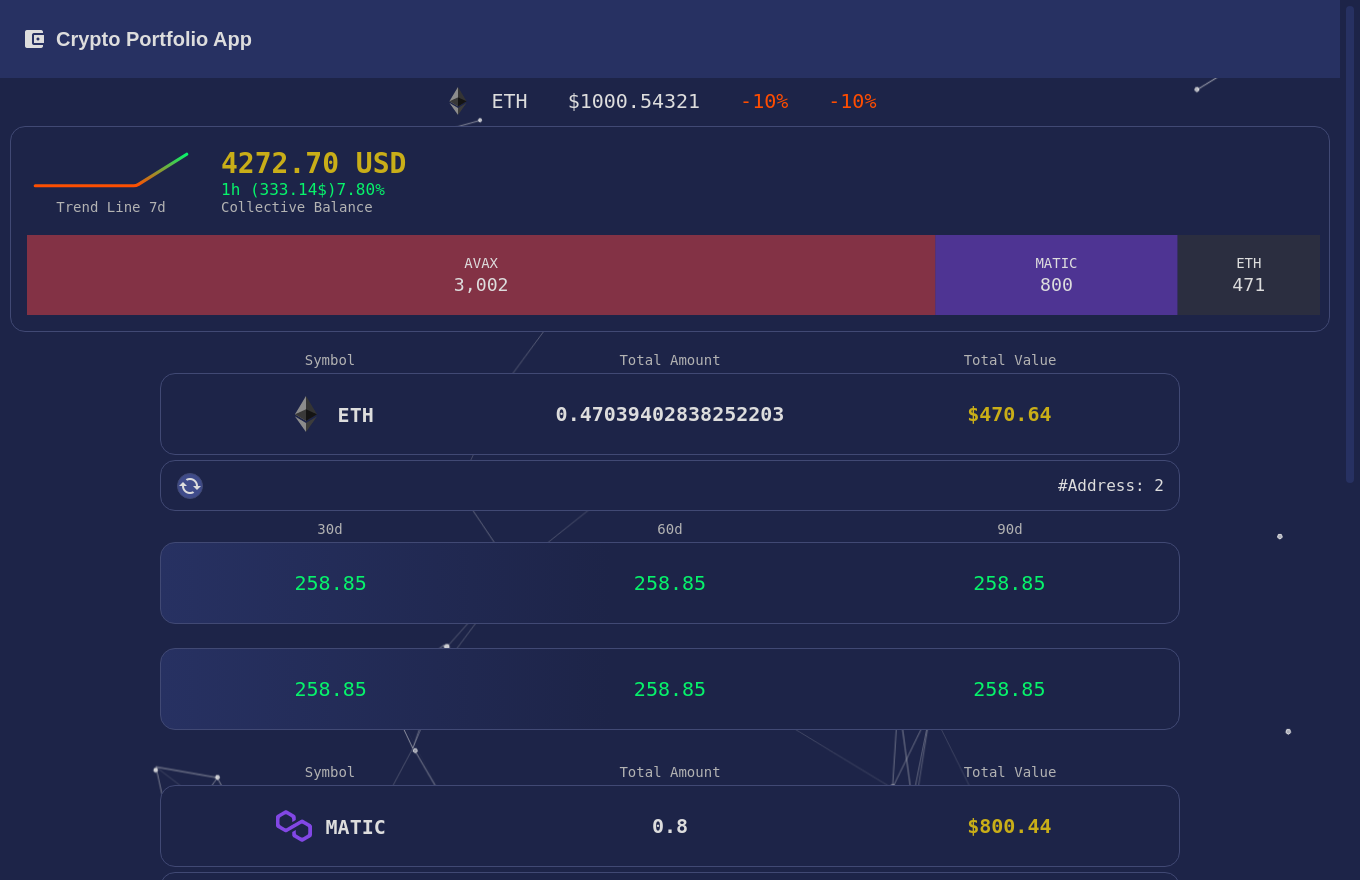 Crypto Portfolio App
ETH $1000.54321 -10% -10%
4272.70 USD
1h (333.14$)7.80%
Trend Line 7d Collective Balance
AVAX MATIC ETH
3,002 800 471
Symbol Total Amount Total Value
ETH 0.47039402838252203 $470.64
#Address: 2
30d 60d 90d
258.85 258.85 258.85
258.85 258.85 258.85
Symbol Total Amount Total Value
MATIC 0.8 $800.44